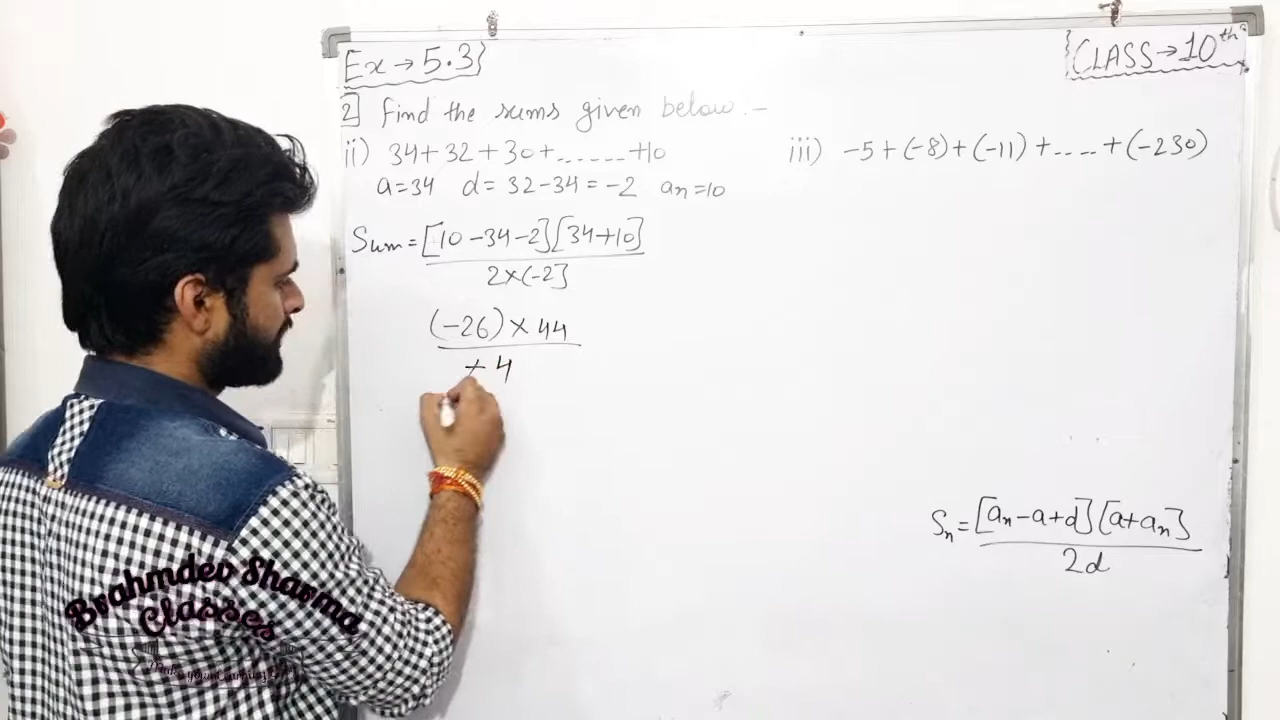 Ex → 5.3
CLASS → 10th
2 Find the sums given below :-
ii) 34+32+30+......+10
a=34 d= 32-34 = -2 an=10
Sum= [10-34-2][34+10]
2×(-2]
(-26)×44
+4
iii) -5+(-8)+(-11)+....+(-230)
Sn= [an-a+d][a+an]
2d
Brahmdev Sharma
Classes